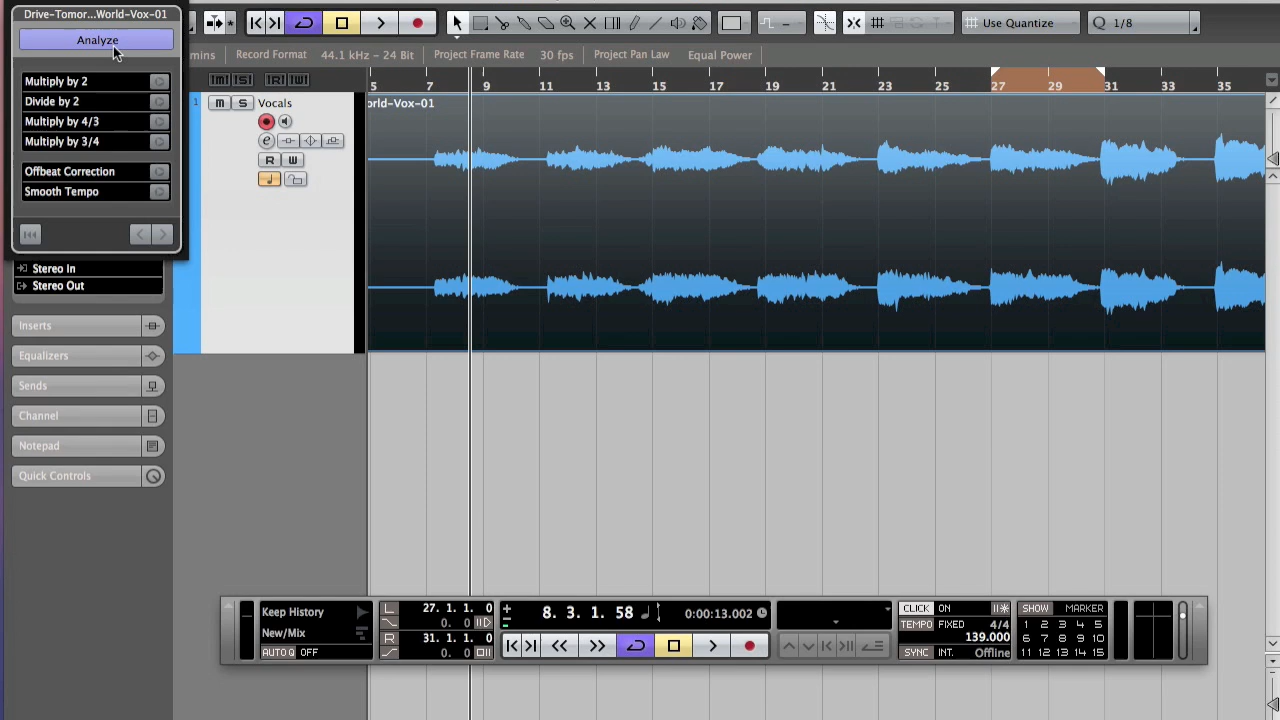 Drive-Tomor...World-Vox-01
Analyze
Multiply by 2
Divide by 2
Multiply by 4/3
Multiply by 3/4
Offbeat Correction
Smooth Tempo
Use Quantize
Q 1/8
mins Record Format 44.1 kHz - 24 Bit Project Frame Rate 30 fps Project Pan Law Equal Power
M S R W
5 7 9 11 13 15 17 19 21 23 25 27 29 31 33 35
1 M S Vocals
orld-Vox-01
e
R W
Stereo In
Stereo Out
Inserts
Equalizers
Sends
Channel
Notepad
Quick Controls
Keep History
New/Mix
AUTO Q OFF
L 27. 1. 1. 0
0. 0
R 31. 1. 1. 0
0. 0
8. 3. 1. 58
0:00:13.002
CLICK ON
TEMPO FIXED 4/4
139.000
SYNC INT. Offline
SHOW MARKER
1 2 3 4 5
6 7 8 9 10
11 12 13 14 15